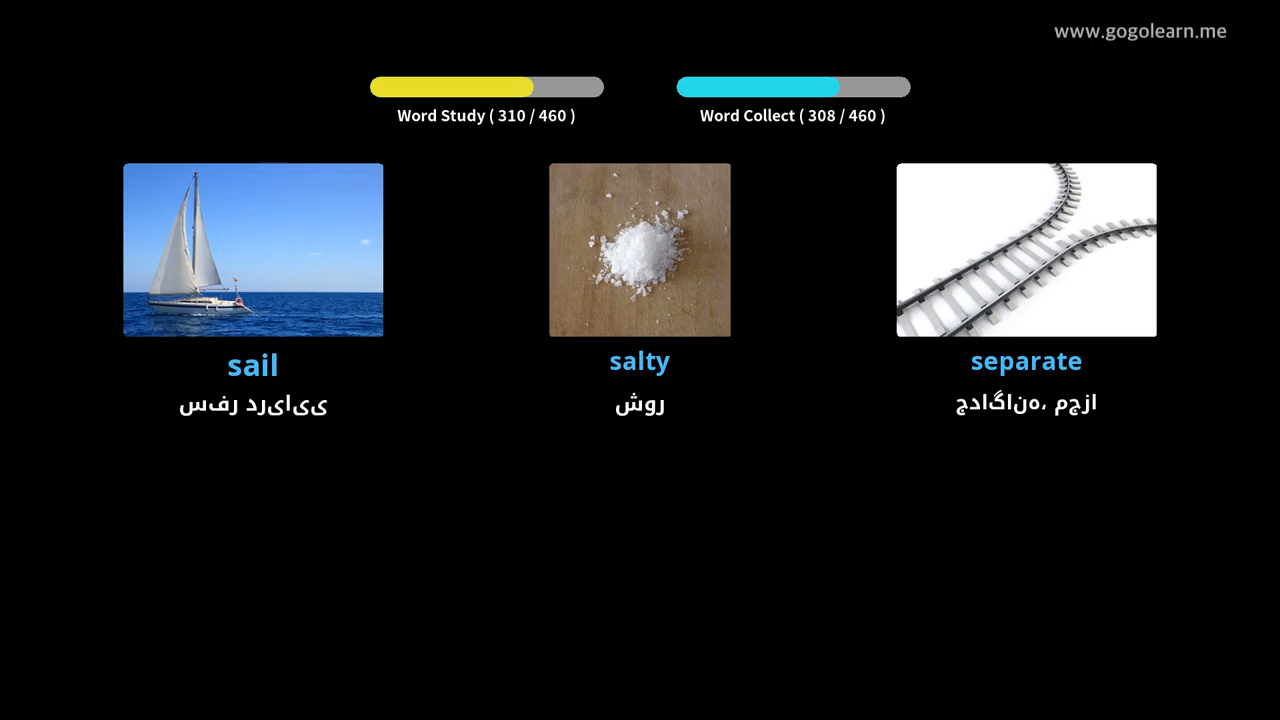 www.gogolearn.me
Word Study ( 310 / 460 )
Word Collect ( 308 / 460 )
sail
سفر دریایی
salty
شور
separate
جداگانه، مجزا